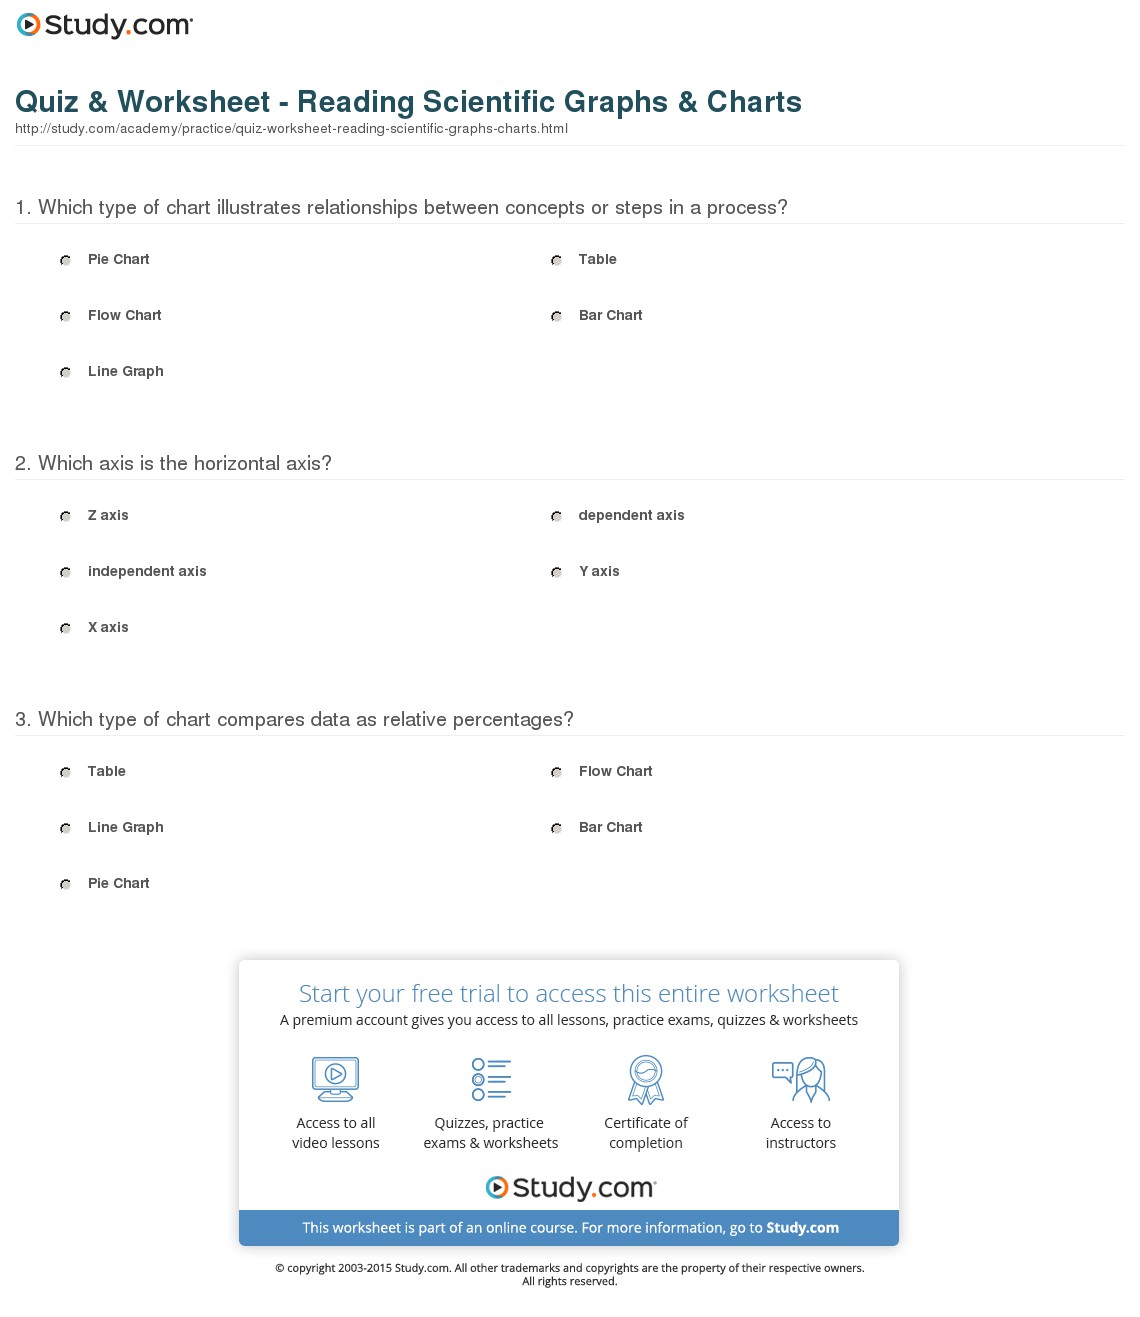 Study.com
Quiz & Worksheet - Reading Scientific Graphs & Charts
http://study.com/academy/practice/quiz-worksheet-reading-scientific-graphs-charts.html
1. Which type of chart illustrates relationships between concepts or steps in a process?
Pie Chart
Table
Flow Chart
Bar Chart
Line Graph
2. Which axis is the horizontal axis?
Z axis
dependent axis
independent axis
Y axis
X axis
3. Which type of chart compares data as relative percentages?
Table
Flow Chart
Line Graph
Bar Chart
Pie Chart
Start your free trial to access this entire worksheet
A premium account gives you access to all lessons, practice exams, quizzes & worksheets
Access to all
video lessons
Quizzes, practice
exams & worksheets
Certificate of
completion
Access to
instructors
Study.com
This worksheet is part of an online course. For more information, go to Study.com
© copyright 2003-2015 Study.com. All other trademarks and copyrights are the property of their respective owners.
All rights reserved.